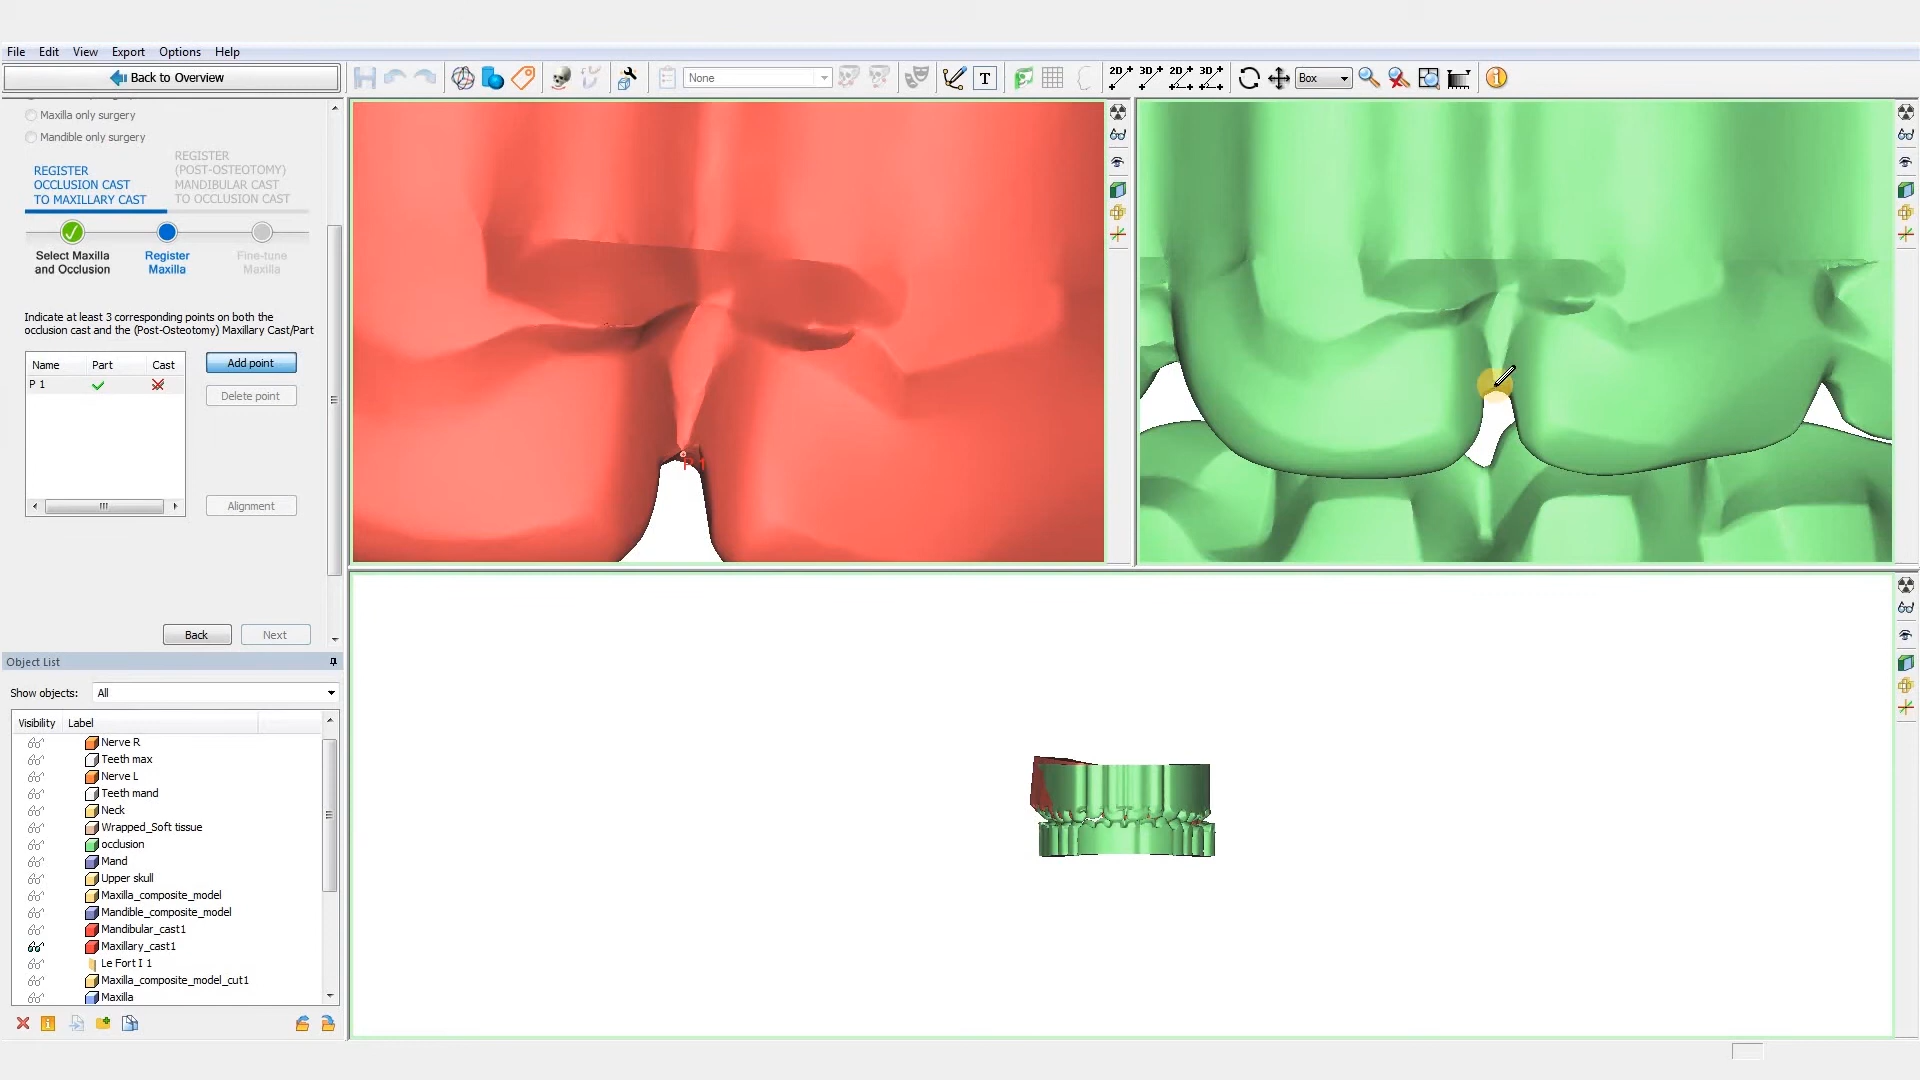 File Edit View Export Options Help
Back to Overview
None
T
2D 3D 2D 3D
Box
Maxilla only surgery
Mandible only surgery
REGISTER
OCCLUSION CAST
TO MAXILLARY CAST
REGISTER
(POST-OSTEOTOMY)
MANDIBULAR CAST
TO OCCLUSION CAST
Select Maxilla
and Occlusion
Register
Maxilla
Fine-tune
Maxilla
Indicate at least 3 corresponding points on both the
occlusion cast and the (Post-Osteotomy) Maxillary Cast/Part
Name Part Cast
P 1
Add point
Delete point
Alignment
Back Next
P 1
Object List
Show objects: All
Visibility Label
Nerve R
Teeth max
Nerve L
Teeth mand
Neck
Wrapped_Soft tissue
occlusion
Mand
Upper skull
Maxilla_composite_model
Mandible_composite_model
Mandibular_cast1
Maxillary_cast1
Le Fort I 1
Maxilla_composite_model_cut1
Maxilla